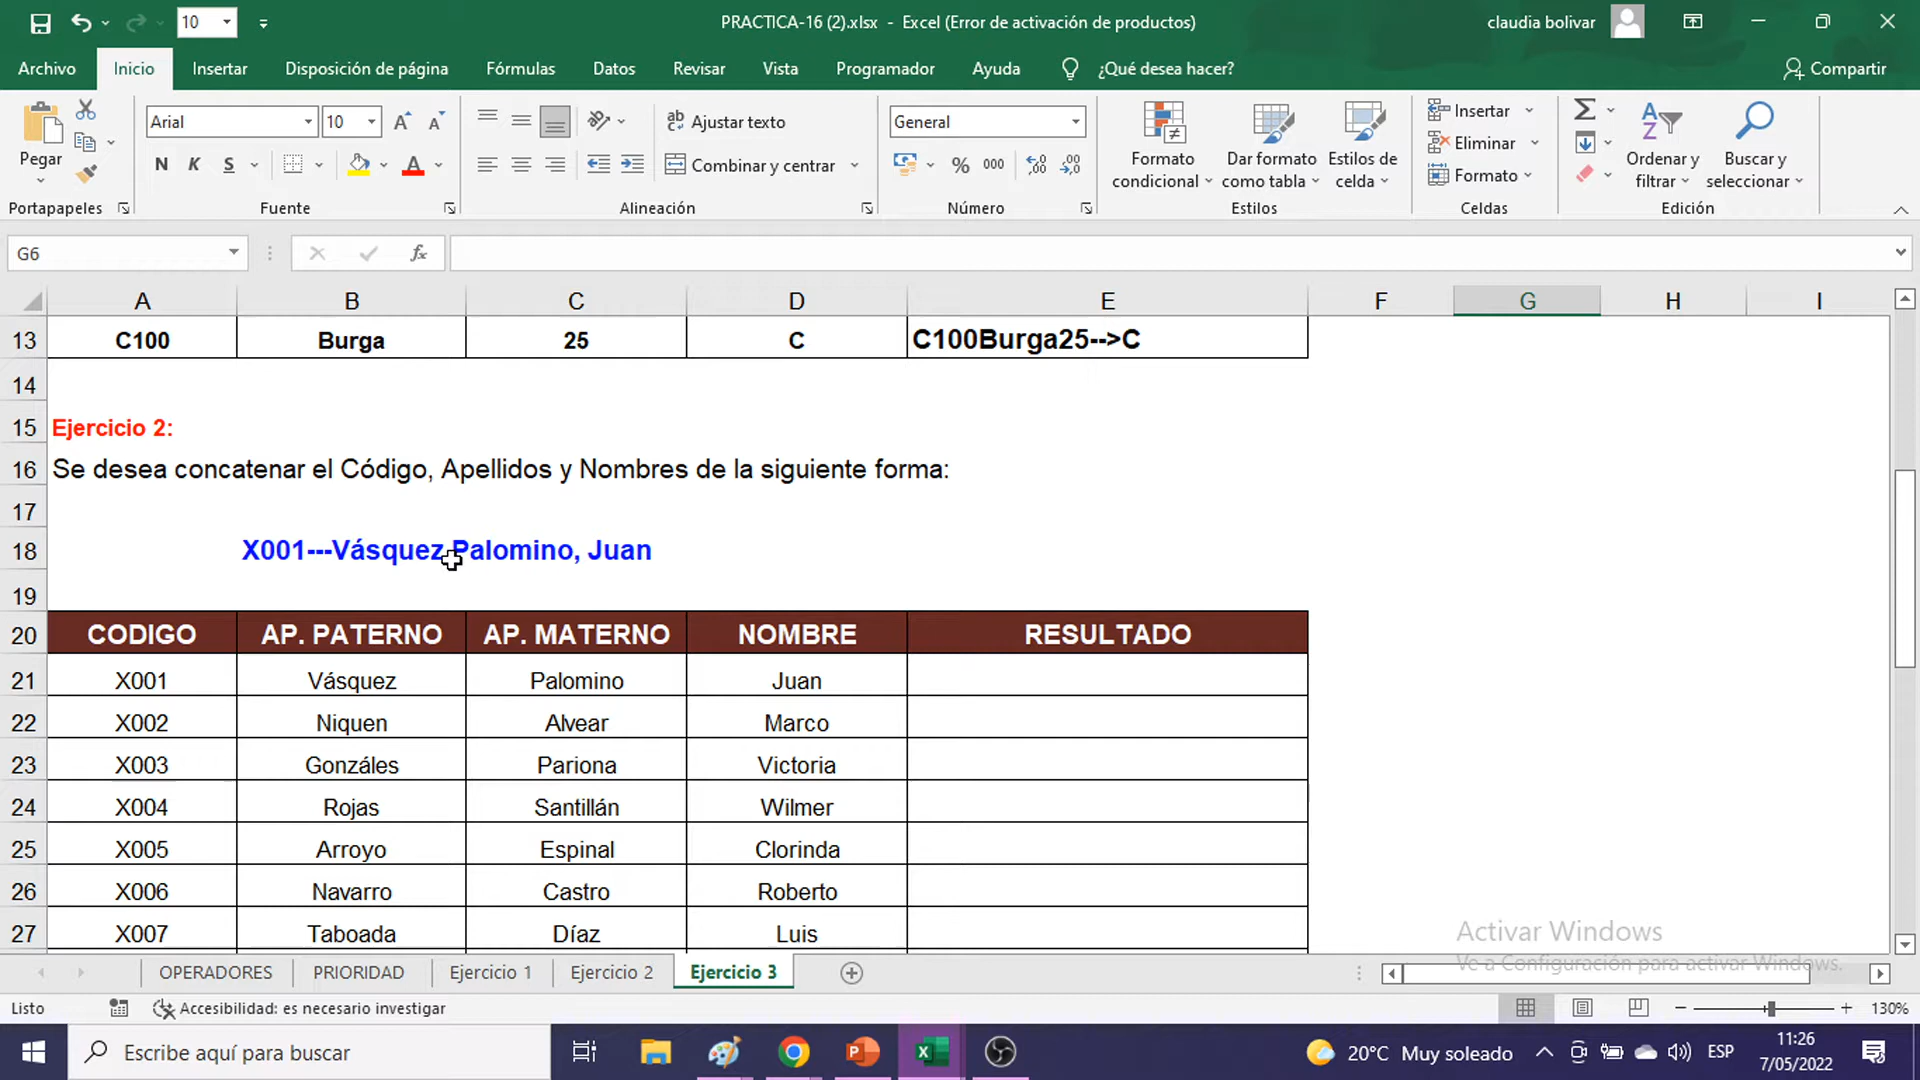 10
PRACTICA-16 (2).xlsx - Excel (Error de activación de productos)
claudia bolivar
Archivo Inicio Insertar Disposición de página Fórmulas Datos Revisar Vista Programador Ayuda ¿Qué desea hacer? Compartir
Pegar
Portapapeles
Arial 10
N K S
Fuente
Ajustar texto
Combinar y centrar
Alineación
General
% 000
Número
Formato condicional
Dar formato como tabla
Estilos de celda
Estilos
Insertar
Eliminar
Formato
Celdas
Ordenar y filtrar
Buscar y seleccionar
Edición
G6 fx
A B C D E F G H I
13 C100 Burga 25 C C100Burga25-->C
14
15 Ejercicio 2:
16 Se desea concatenar el Código, Apellidos y Nombres de la siguiente forma:
17
18 X001---Vásquez Palomino, Juan
19
20 CODIGO AP. PATERNO AP. MATERNO NOMBRE RESULTADO
21 X001 Vásquez Palomino Juan
22 X002 Niquen Alvear Marco
23 X003 Gonzáles Pariona Victoria
24 X004 Rojas Santillán Wilmer
25 X005 Arroyo Espinal Clorinda
26 X006 Navarro Castro Roberto
27 X007 Taboada Díaz Luis
Activar Windows
Ve a Configuración para activar Windows.
OPERADORES PRIORIDAD Ejercicio 1 Ejercicio 2 Ejercicio 3
Listo Accesibilidad: es necesario investigar 130%
Escribe aquí para buscar
20°C Muy soleado ESP
11:26
7/05/2022